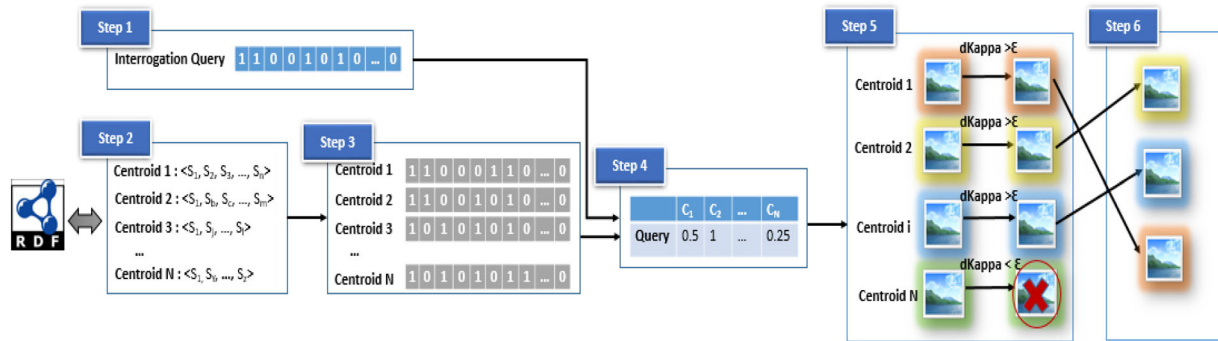 Step 1
Interrogation Query 1 1 0 0 1 0 1 0 ... 0
Step 2
Centroid 1 : <S1, S2, S3, ..., Sn>
Centroid 2 : <S1, Sb, Sc, ..., Sm>
Centroid 3 : <S1, Sj, ..., Sl>
...
Centroid N : <S1, Sy, ..., Sz>
RDF
Step 3
Centroid 1 1 1 0 0 0 1 1 0 ... 0
Centroid 2 1 1 0 1 0 1 0 ... 0
Centroid 3 1 0 1 0 1 0 ... 0
...
Centroid N 1 0 1 0 1 0 1 1 ... 0
Step 4
C1 C2 ... CN
Query 0.5 1 ... 0.25
Step 5
dKappa >Ɛ
Centroid 1
dKappa >Ɛ
Centroid 2
dKappa >Ɛ
Centroid i
dKappa < Ɛ
Centroid N
Step 6